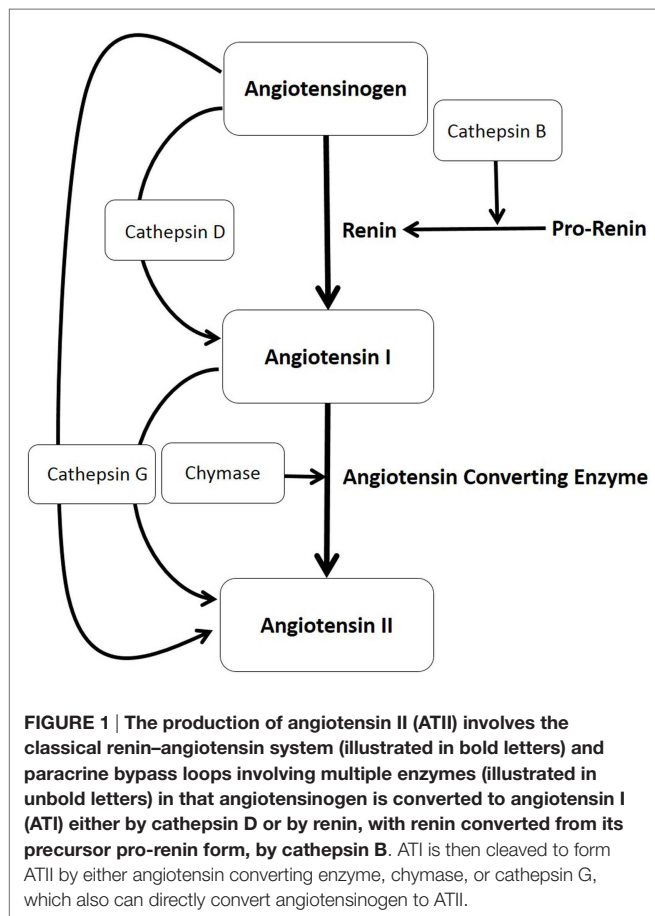 Angiotensinogen
Cathepsin B
Cathepsin D
Renin
Pro-Renin
Angiotensin I
Cathepsin G
Chymase
Angiotensin Converting Enzyme
Angiotensin II
FIGURE 1 | The production of angiotensin II (ATII) involves the
classical renin–angiotensin system (illustrated in bold letters) and
paracrine bypass loops involving multiple enzymes (illustrated in
unbold letters) in that angiotensinogen is converted to angiotensin I
(ATI) either by cathepsin D or by renin, with renin converted from its
precursor pro-renin form, by cathepsin B. ATI is then cleaved to form
ATII by either angiotensin converting enzyme, chymase, or cathepsin G,
which also can directly convert angiotensinogen to ATII.